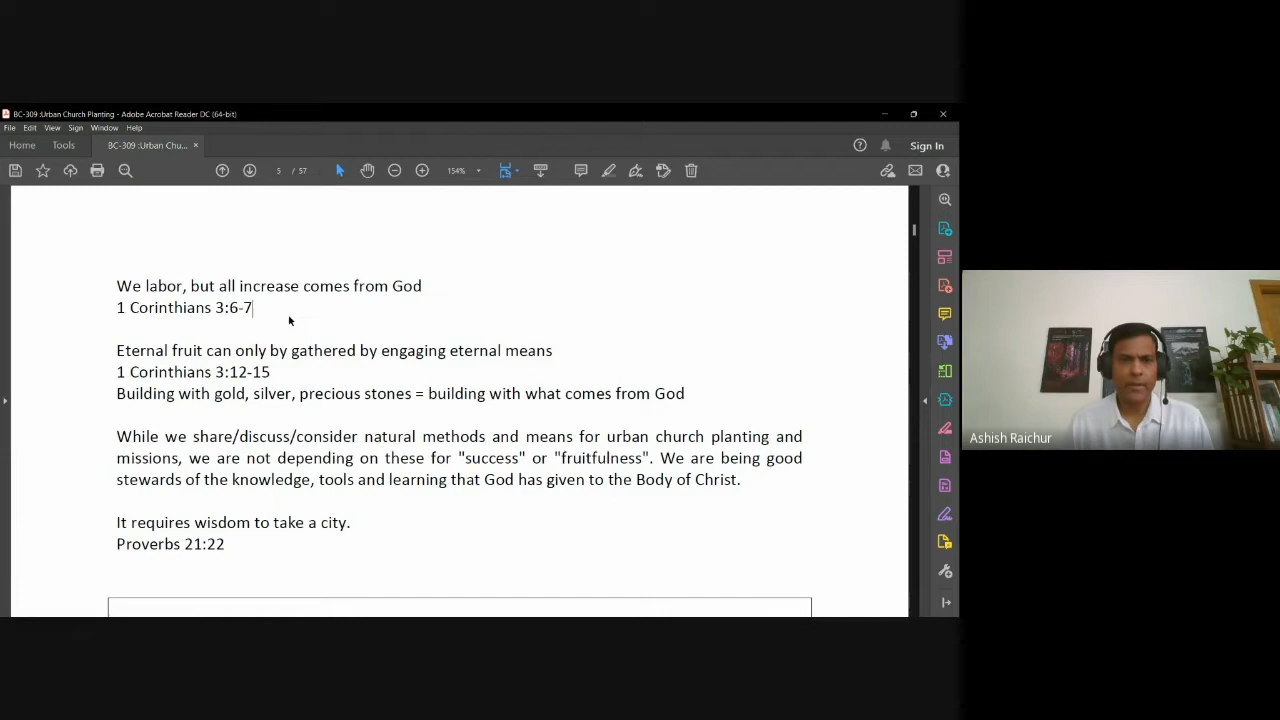 BC-309 :Urban Church Planting - Adobe Acrobat Reader DC (64-bit)
File Edit View Sign Window Help
Home Tools BC-309 :Urban Chu... × Sign In
5 / 57 154%
We labor, but all increase comes from God
1 Corinthians 3:6-7
Eternal fruit can only by gathered by engaging eternal means
1 Corinthians 3:12-15
Building with gold, silver, precious stones = building with what comes from God
While we share/discuss/consider natural methods and means for urban church planting and
missions, we are not depending on these for "success" or "fruitfulness". We are being good
stewards of the knowledge, tools and learning that God has given to the Body of Christ.
It requires wisdom to take a city.
Proverbs 21:22
Ashish Raichur